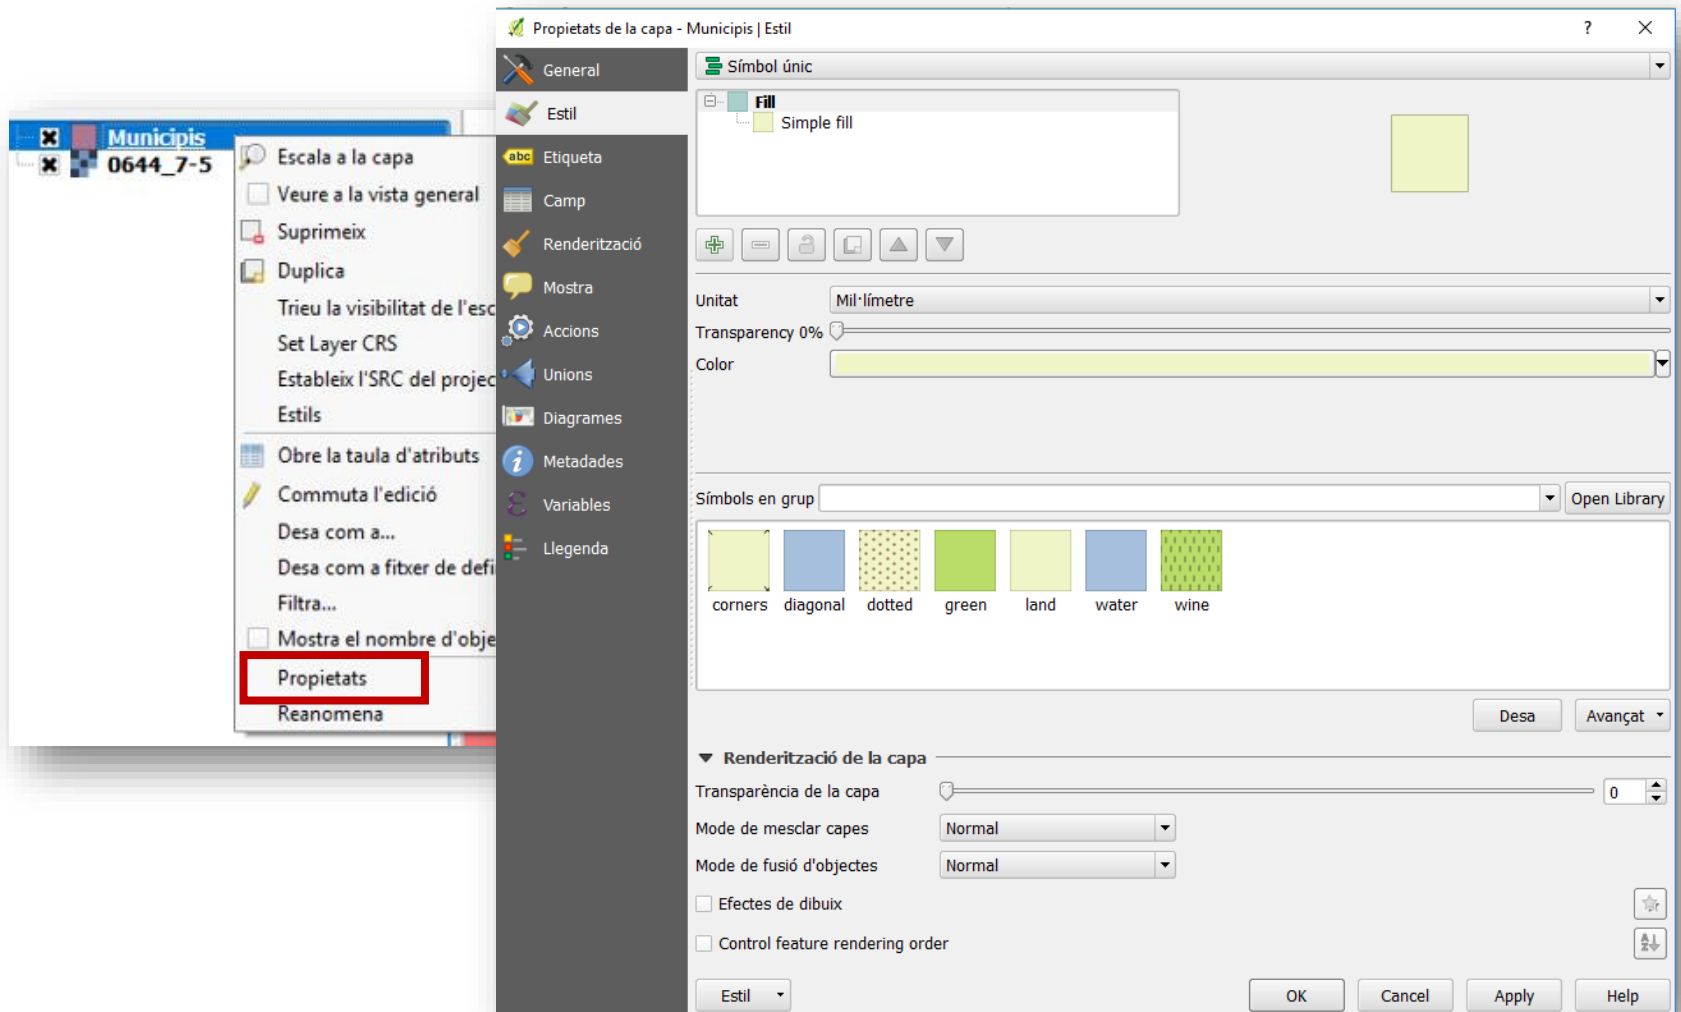 Municipis
0644_7-5
Escala a la capa
Veure a la vista general
Suprimeix
Duplica
Trieu la visibilitat de l'esc
Set Layer CRS
Estableix l'SRC del projec
Estils
Obre la taula d'atributs
Commuta l'edició
Desa com a...
Desa com a fitxer de defi
Filtra...
Mostra el nombre d'obje
Propietats
Reanomena
Propietats de la capa - Municipis | Estil
?
General
Estil
abc Etiqueta
Camp
Renderització
Mostra
Accions
Unions
Diagrames
Metadades
Variables
Llegenda
Símbol únic
Fill
Simple fill
Unitat Mil·límetre
Transparency 0%
Color
Símbols en grup Open Library
corners diagonal dotted green land water wine
Desa Avançat
Renderització de la capa
Transparència de la capa 0
Mode de mesclar capes Normal
Mode de fusió d'objectes Normal
Efectes de dibuix
Control feature rendering order
Estil OK Cancel Apply Help